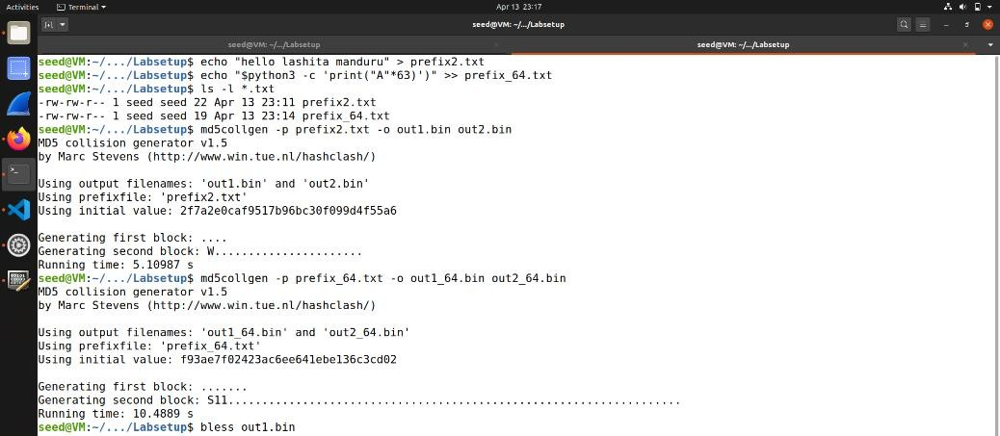 Activities Terminal Apr 13 23:17
seed@VM: ~/.../Labsetup
seed@VM: ~/.../Labsetup seed@VM: ~/.../Labsetup
seed@VM:~/.../Labsetup$ echo "hello lashita manduru" > prefix2.txt
seed@VM:~/.../Labsetup$ echo "$python3 -c 'print("A"*63)')" >> prefix_64.txt
seed@VM:~/.../Labsetup$ ls -l *.txt
-rw-rw-r-- 1 seed seed 22 Apr 13 23:11 prefix2.txt
-rw-rw-r-- 1 seed seed 19 Apr 13 23:14 prefix_64.txt
seed@VM:~/.../Labsetup$ md5collgen -p prefix2.txt -o out1.bin out2.bin
MD5 collision generator v1.5
by Marc Stevens (http://www.win.tue.nl/hashclash/)
Using output filenames: 'out1.bin' and 'out2.bin'
Using prefixfile: 'prefix2.txt'
Using initial value: 2f7a2e0caf9517b96bc30f099d4f55a6
Generating first block: ....
Generating second block: W......................
Running time: 5.10987 s
seed@VM:~/.../Labsetup$ md5collgen -p prefix_64.txt -o out1_64.bin out2_64.bin
MD5 collision generator v1.5
by Marc Stevens (http://www.win.tue.nl/hashclash/)
Using output filenames: 'out1_64.bin' and 'out2_64.bin'
Using prefixfile: 'prefix_64.txt'
Using initial value: f93ae7f02423ac6ee641ebe136c3cd02
Generating first block: .......
Generating second block: S11....................................................................
Running time: 10.4889 s
seed@VM:~/.../Labsetup$ bless out1.bin